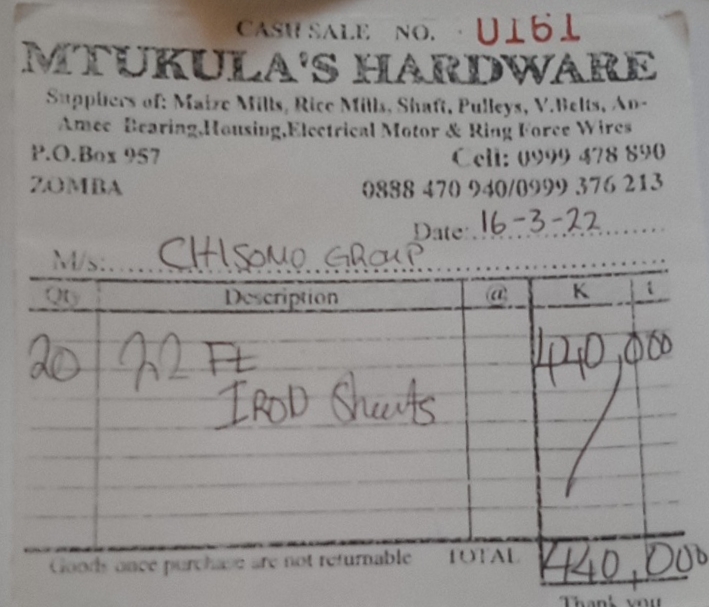 CASH SALE NO. 0161
MTUKULA'S HARDWARE
Suppliers of: Maize Mills, Rice Mills, Shaft, Pulleys, V.Belts, An-
Amec Bearing,Housing,Electrical Motor & Ring Force Wires
P.O.Box 957 Cell: 0999 478 890
ZOMBA 0888 470 940/0999 376 213
Date: 16-3-22
M/s: CHISOMO GROUP
Qty Description @ K t
20 22 Ft 440,000
IROD Sheets
Goods once purchase are not returnable TOTAL 440,000
Thank you